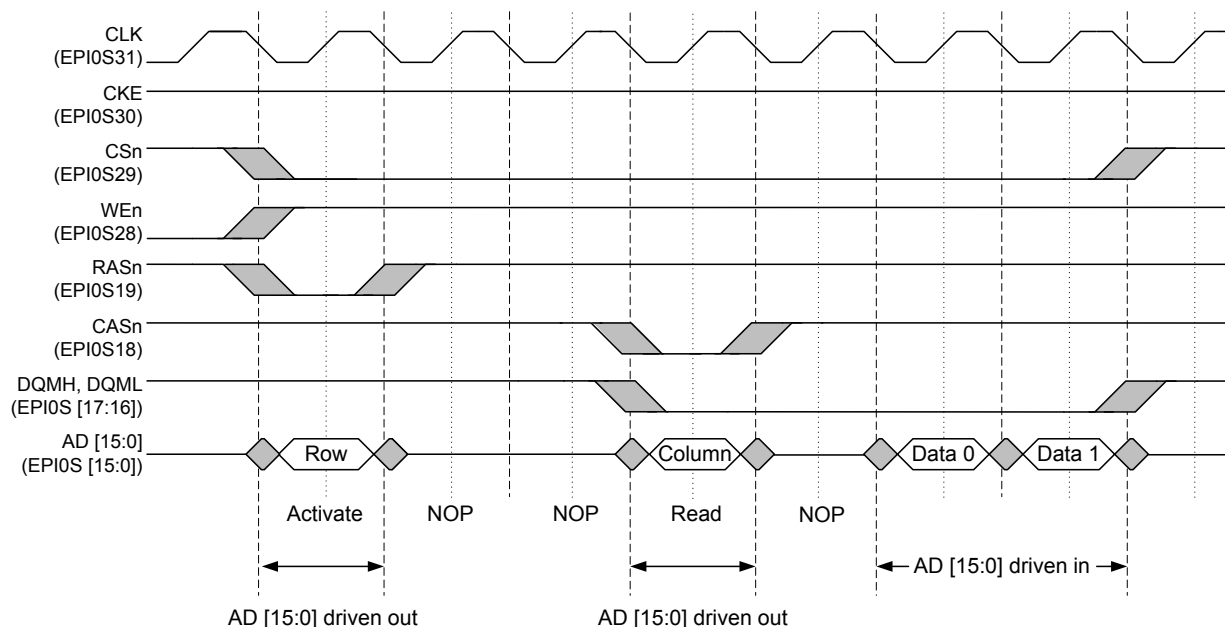 CLK
(EPI0S31)
CKE
(EPI0S30)
CSn
(EPI0S29)
WEn
(EPI0S28)
RASn
(EPI0S19)
CASn
(EPI0S18)
DQMH, DQML
(EPI0S [17:16])
AD [15:0]
(EPI0S [15:0])
Row
Column
Data 0
Data 1
Activate
NOP
NOP
Read
NOP
AD [15:0] driven in
AD [15:0] driven out
AD [15:0] driven out